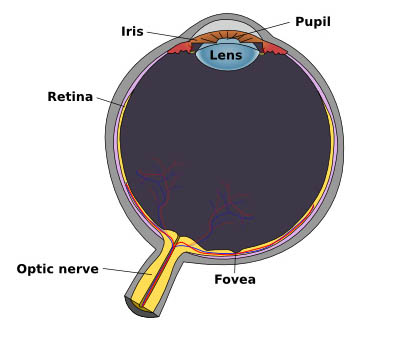 Pupil
Iris
Lens
Retina
Optic nerve
Fovea